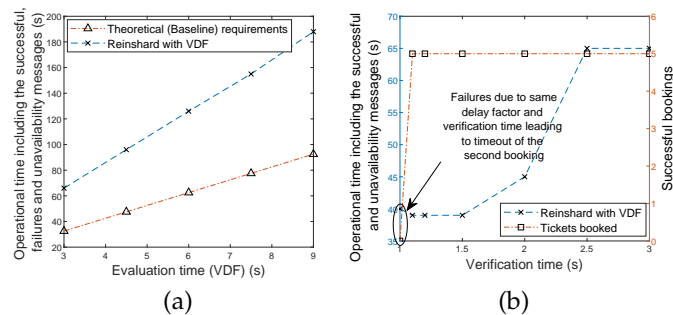 Operational time including the successful,
failures and unavailability messages (s)
200
180
160
140
120
100
80
60
40
20
Theoretical (Baseline) requirements
Reinshard with VDF
3
4
5
6
7
8
9
Evaluation time (VDF) (s)
(a)
Operational time including the successful
and unavailability messages (s)
70
65
60
55
45
40
35
Failures due to same
delay factor and
verification time leading
to timeout of the
second booking
Reinshard with VDF
Tickets booked
1
1.5
2
2.5
3
Verification time (s)
6
5
4
3
2
1
0
Successful bookings
(b)